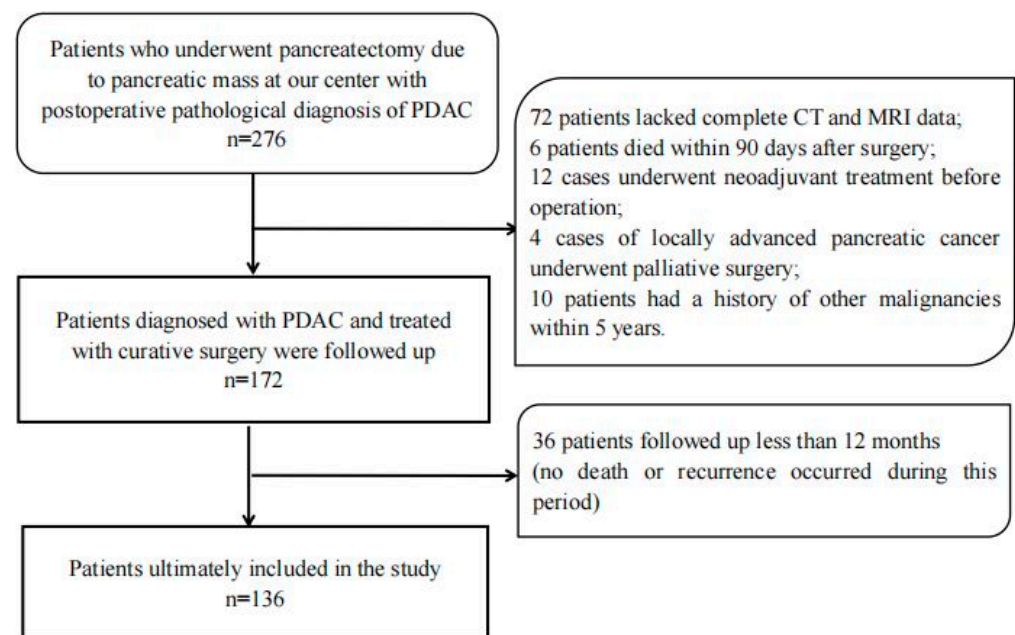 Patients who underwent pancreatectomy due
to pancreatic mass at our center with
postoperative pathological diagnosis of PDAC
n=276
72 patients lacked complete CT and MRI data;
6 patients died within 90 days after surgery;
12 cases underwent neoadjuvant treatment before
operation;
4 cases of locally advanced pancreatic cancer
underwent palliative surgery;
10 patients had a history of other malignancies
within 5 years.
Patients diagnosed with PDAC and treated
with curative surgery were followed up
n=172
36 patients followed up less than 12 months
(no death or recurrence occurred during this
period)
Patients ultimately included in the study
n=136